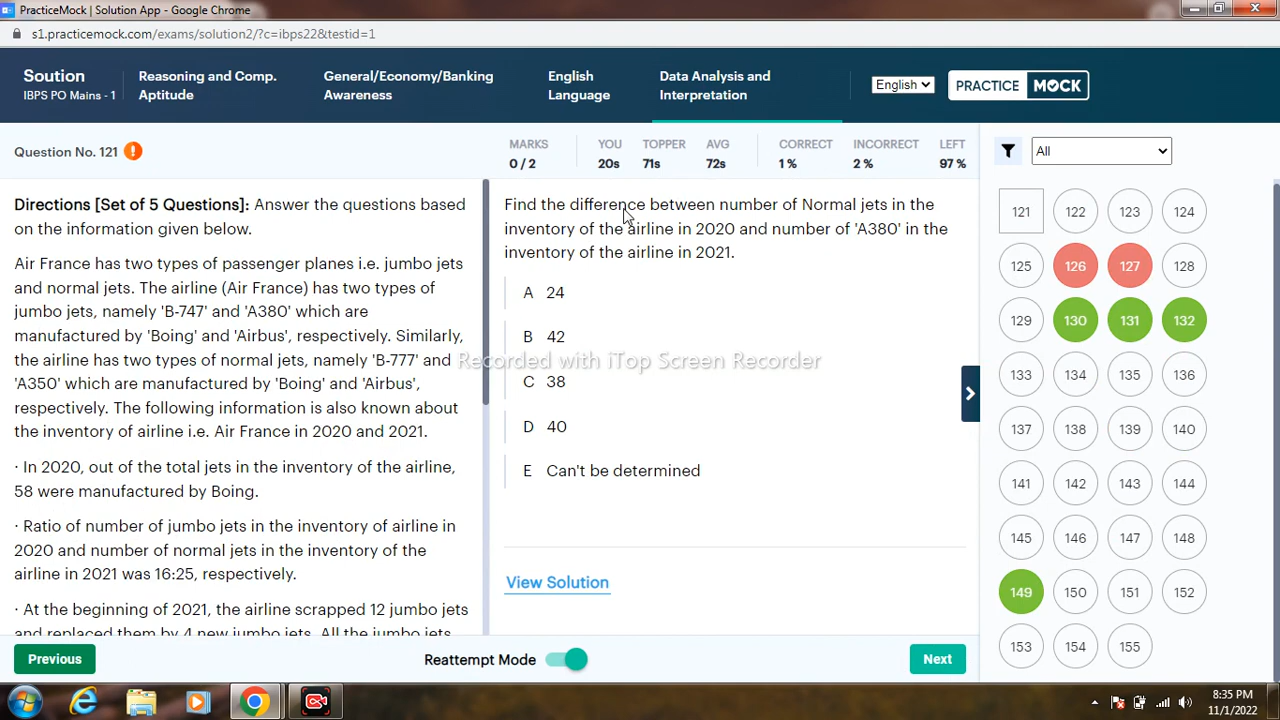 PracticeMock | Solution App - Google Chrome
s1.practicemock.com/exams/solution2/?c=ibps22&testid=1
Soution
IBPS PO Mains - 1
Reasoning and Comp.
Aptitude
General/Economy/Banking
Awareness
English
Language
Data Analysis and
Interpretation
English
PRACTICE MOCK
Question No. 121
MARKS
0 / 2
YOU
20s
TOPPER
71s
AVG
72s
CORRECT
1 %
INCORRECT
2 %
LEFT
97 %
All
Directions [Set of 5 Questions]: Answer the questions based
on the information given below.
Air France has two types of passenger planes i.e. jumbo jets
and normal jets. The airline (Air France) has two types of
jumbo jets, namely 'B-747' and 'A380' which are
manufactured by 'Boing' and 'Airbus', respectively. Similarly,
the airline has two types of normal jets, namely 'B-777' and
'A350' which are manufactured by 'Boing' and 'Airbus',
respectively. The following information is also known about
the inventory of airline i.e. Air France in 2020 and 2021.
· In 2020, out of the total jets in the inventory of the airline,
58 were manufactured by Boing.
· Ratio of number of jumbo jets in the inventory of airline in
2020 and number of normal jets in the inventory of the
airline in 2021 was 16:25, respectively.
· At the beginning of 2021, the airline scrapped 12 jumbo jets
and replaced them by 4 new jumbo jets. All the jumbo jets
Find the difference between number of Normal jets in the
inventory of the airline in 2020 and number of 'A380' in the
inventory of the airline in 2021.
A 24
B 42
C 38
D 40
E Can't be determined
Recorded with iTop Screen Recorder
View Solution
121 122 123 124
125 126 127 128
129 130 131 132
133 134 135 136
137 138 139 140
141 142 143 144
145 146 147 148
149 150 151 152
153 154 155
Previous
Reattempt Mode
Next
8:35 PM
11/1/2022